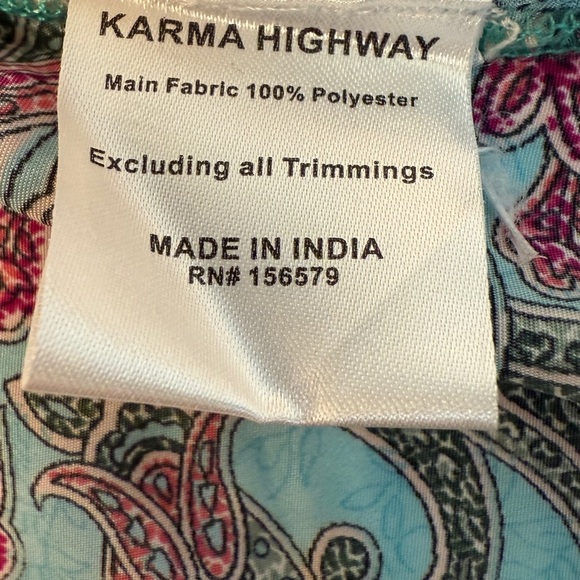 KARMA HIGHWAY
Main Fabric 100% Polyester
Excluding all Trimmings
MADE IN INDIA
RN# 156579